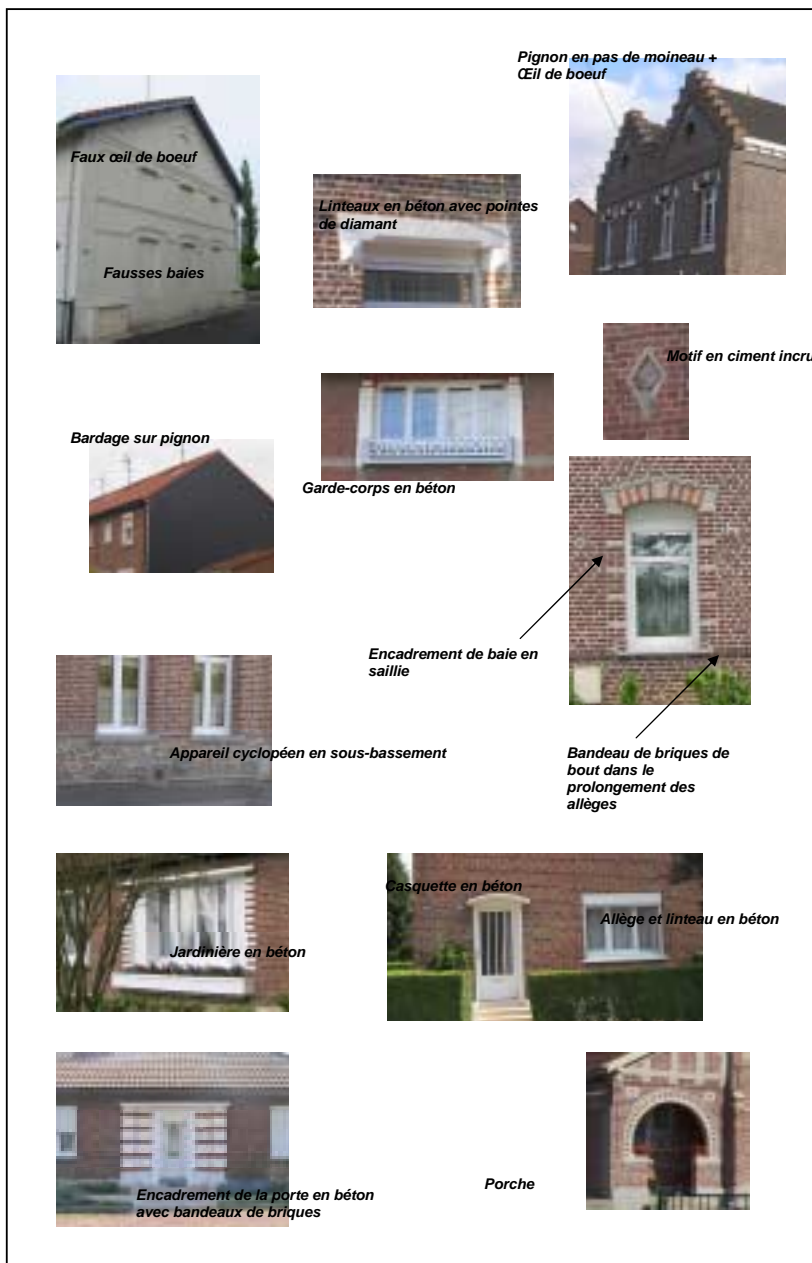 Pignon en pas de moineau +
Œil de boeuf
Faux œil de boeuf
Linteaux en béton avec pointes
de diamant
Fausses baies
Motif en ciment incru
Bardage sur pignon
Garde-corps en béton
Encadrement de baie en
saillie
Appareil cyclopéen en sous-bassement
Bandeau de briques de
bout dans le
prolongement des
allèges
Casquette en béton
Allège et linteau en béton
Jardinière en béton
Encadrement de la porte en béton
avec bandeaux de briques
Porche